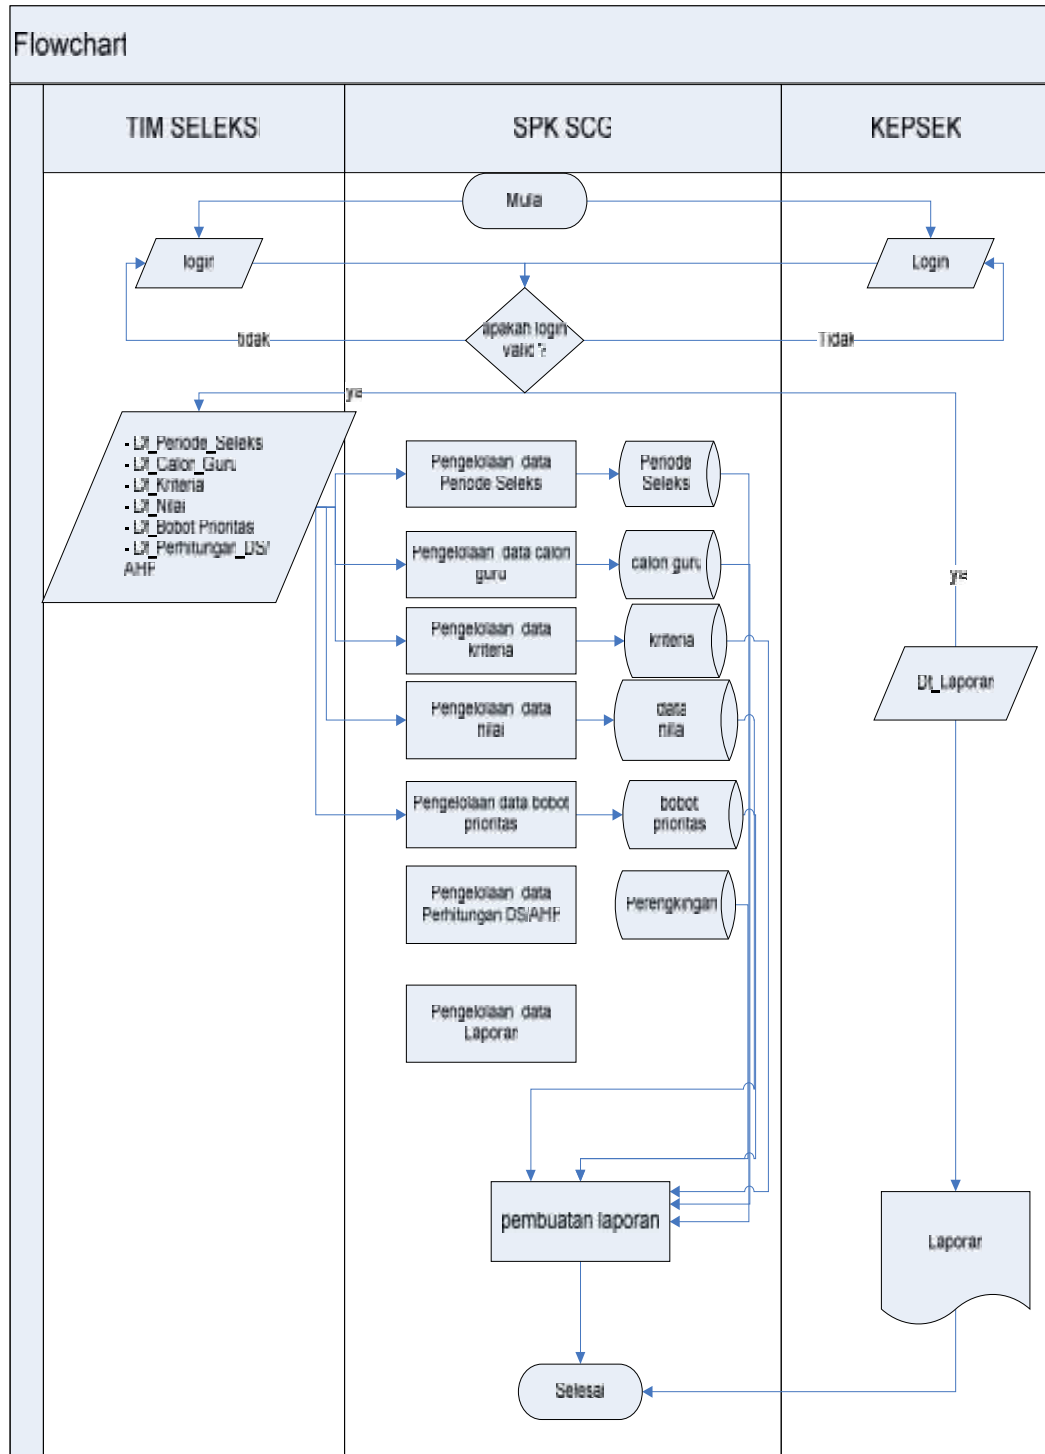 Flowchart
TIM SELEKSI
SPK SCG
KEPSEK
Mulai
login
Login
apakah login
valid ?
tidak
Tidak
ya
- Dt_Periode_Seleksi
- Dt_Calon_Guru
- Dt_Kriteria
- Dt_Nilai
- Dt_Bobot Prioritas
- Dt_Perhitungan_DS/
AHP
Pengelolaan data
Periode Seleksi
Periode
Seleksi
Pengelolaan data calon
guru
calon guru
ya
Pengelolaan data
kriteria
kriteria
Dt_Laporan
Pengelolaan data
nilai
data
nilai
Pengelolaan data bobot
prioritas
bobot
prioritas
Pengelolaan data
Perhitungan DS/AHP
Perengkingan
Pengelolaan data
Laporan
pembuatan laporan
Laporan
Selesai